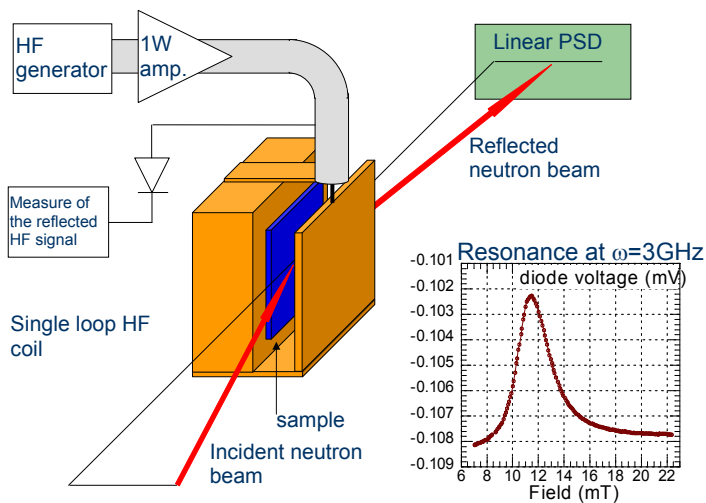 HF
generator
1W
amp.
Linear PSD
Reflected
neutron beam
Measure of
the reflected
HF signal
Single loop HF
coil
sample
Incident neutron
beam
Resonance at ω=3GHz
diode voltage (mV)
-0.101
-0.102
-0.103
-0.104
-0.105
-0.106
-0.107
-0.108
-0.109
6 8 10 12 14 16 18 20 22
Field (mT)